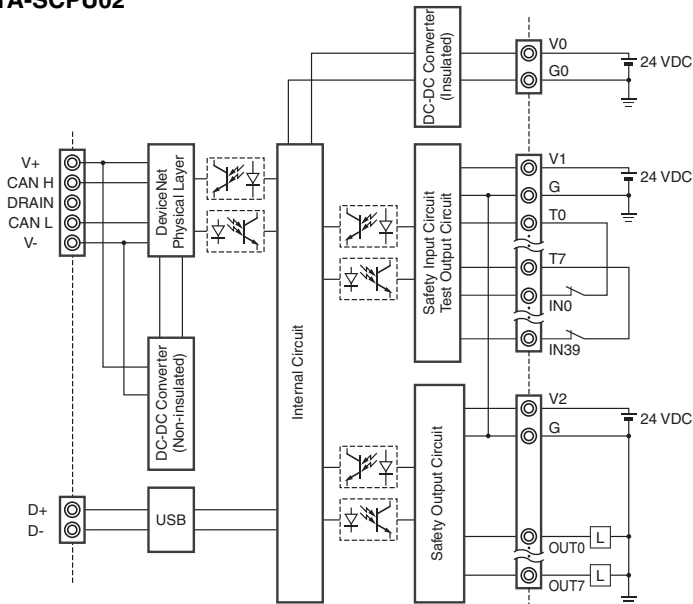 TA-SCPU02
DC-DC Converter
(Insulated)
V0
G0
24 VDC
V+
CAN H
DRAIN
CAN L
V-
DeviceNet
Physical Layer
DC-DC Converter
(Non-insulated)
D+
D-
USB
Internal Circuit
Safety Input Circuit
Test Output Circuit
V1
G
T0
T7
IN0
IN39
24 VDC
Safety Output Circuit
V2
G
24 VDC
OUT0
L
OUT7
L